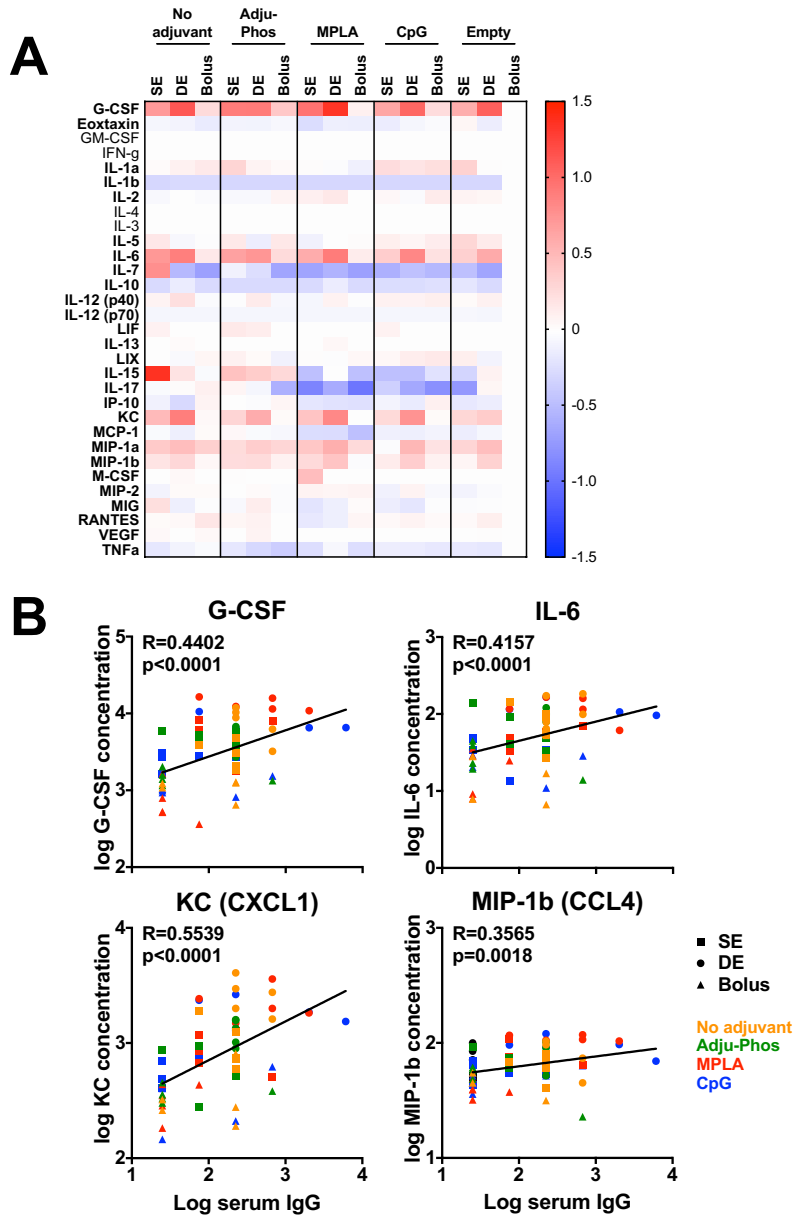 A
No adjuvant
Adju-Phos
MPLA
CpG
Empty
SE DE Bolus SE DE Bolus SE DE Bolus SE DE Bolus SE DE Bolus
G-CSF
Eoxtaxin
GM-CSF
IFN-g
IL-1a
IL-1b
IL-2
IL-4
IL-3
IL-5
IL-6
IL-7
IL-10
IL-12 (p40)
IL-12 (p70)
LIF
IL-13
LIX
IL-15
IL-17
IP-10
KC
MCP-1
MIP-1a
MIP-1b
M-CSF
MIP-2
MIG
RANTES
VEGF
TNFa
1.5
1.0
0.5
0
-0.5
-1.0
-1.5
B
G-CSF
R=0.4402
p<0.0001
log G-CSF concentration
5
4
3
2
IL-6
R=0.4157
p<0.0001
log IL-6 concentration
3
2
1
0
KC (CXCL1)
R=0.5539
p<0.0001
log KC concentration
4
3
2
1 2 3 4
Log serum IgG
MIP-1b (CCL4)
R=0.3565
p=0.0018
log MIP-1b concentration
3
2
1
1 2 3 4
Log serum IgG
SE
DE
Bolus
No adjuvant
Adju-Phos
MPLA
CpG